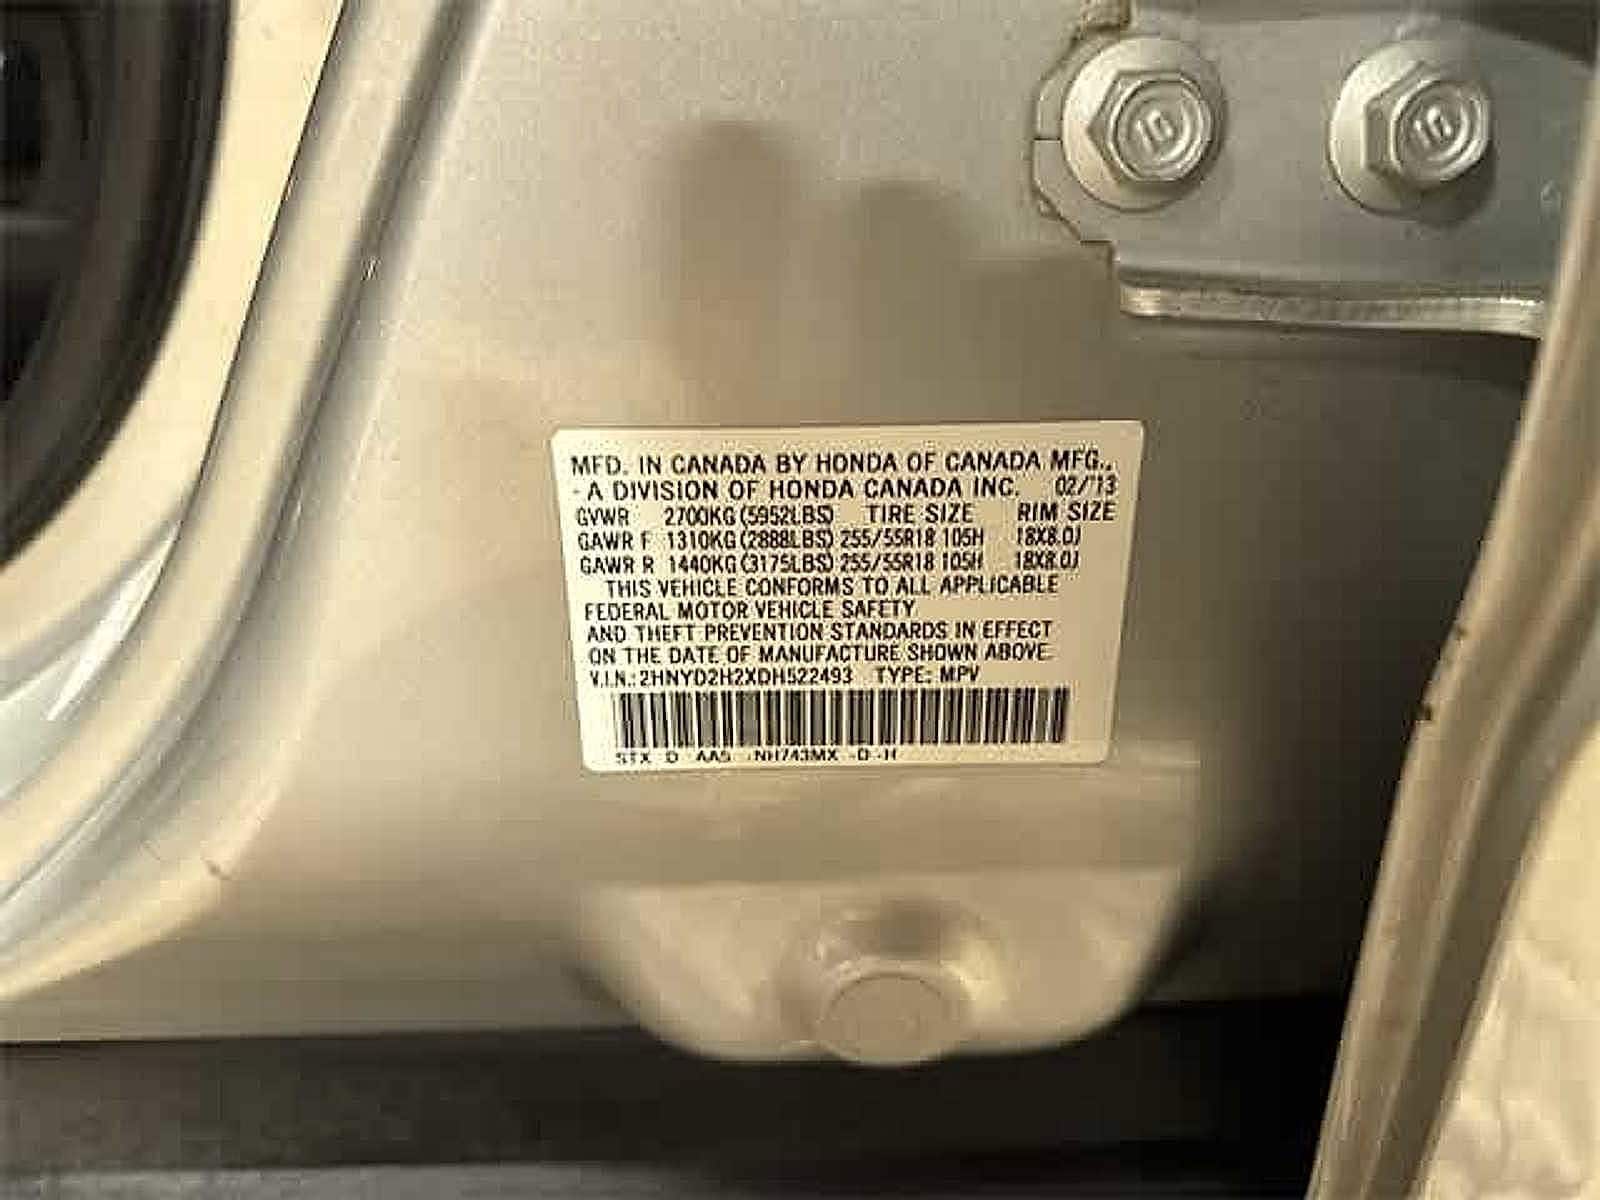 10 10
MFD. IN CANADA BY HONDA OF CANADA MFG.,
- A DIVISION OF HONDA CANADA INC. 02/'13
GVWR 2700KG (5952LBS) TIRE SIZE RIM SIZE
GAWR F 1310KG (2888LBS) 255/55R18 105H 18X8.0J
GAWR R 1440KG (3175LBS) 255/55R18 105H 18X8.0J
THIS VEHICLE CONFORMS TO ALL APPLICABLE
FEDERAL MOTOR VEHICLE SAFETY
AND THEFT PREVENTION STANDARDS IN EFFECT
ON THE DATE OF MANUFACTURE SHOWN ABOVE.
V.I.N.: 2HNYD2H2XDH522493 TYPE: MPV
STX D AA5 -NH743MX -D -H